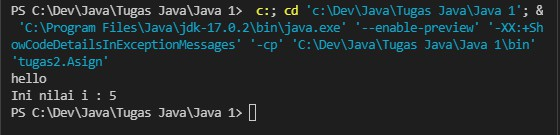 PS C:\Dev\Java\Tugas Java\Java 1>  c:; cd 'c:\Dev\Java\Tugas Java\Java 1'; &
 'C:\Program Files\Java\jdk-17.0.2\bin\java.exe' '--enable-preview' '-XX:+Sh
owCodeDetailsInExceptionMessages' '-cp' 'C:\Dev\Java\Tugas Java\Java 1\bin'
'tugas2.Asign'
hello
Ini nilai i : 5
PS C:\Dev\Java\Tugas Java\Java 1>